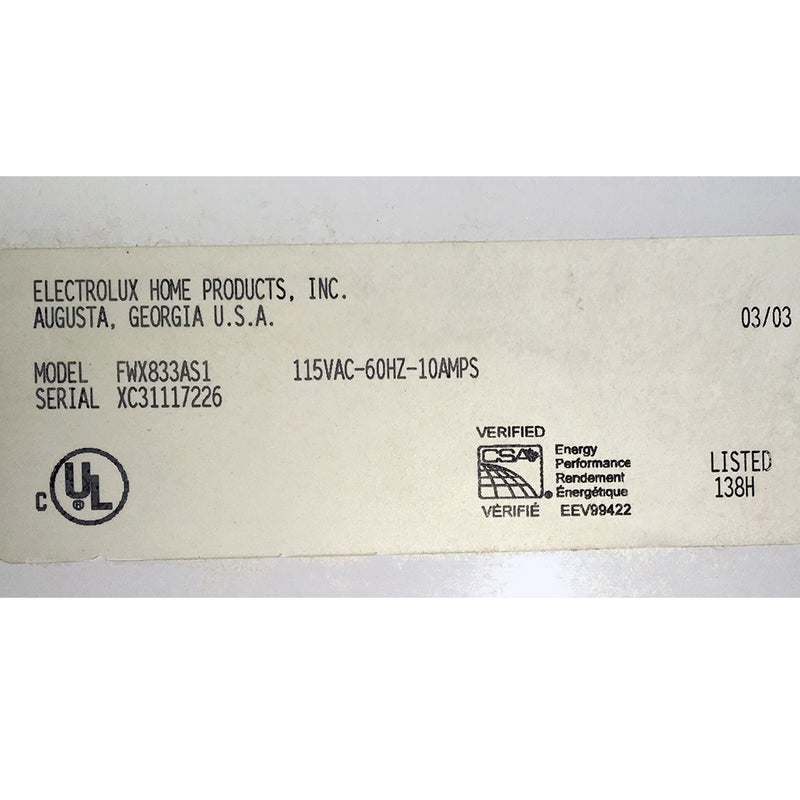 ELECTROLUX HOME PRODUCTS, INC.
AUGUSTA, GEORGIA U.S.A.
03/03
MODEL FWX833AS1 115VAC-60HZ-10AMPS
SERIAL XC31117226
C UL ®
VERIFIED
CSA ®
Energy
Performance
Rendement
Énergétique
VÉRIFIÉ EEV99422
LISTED
138H